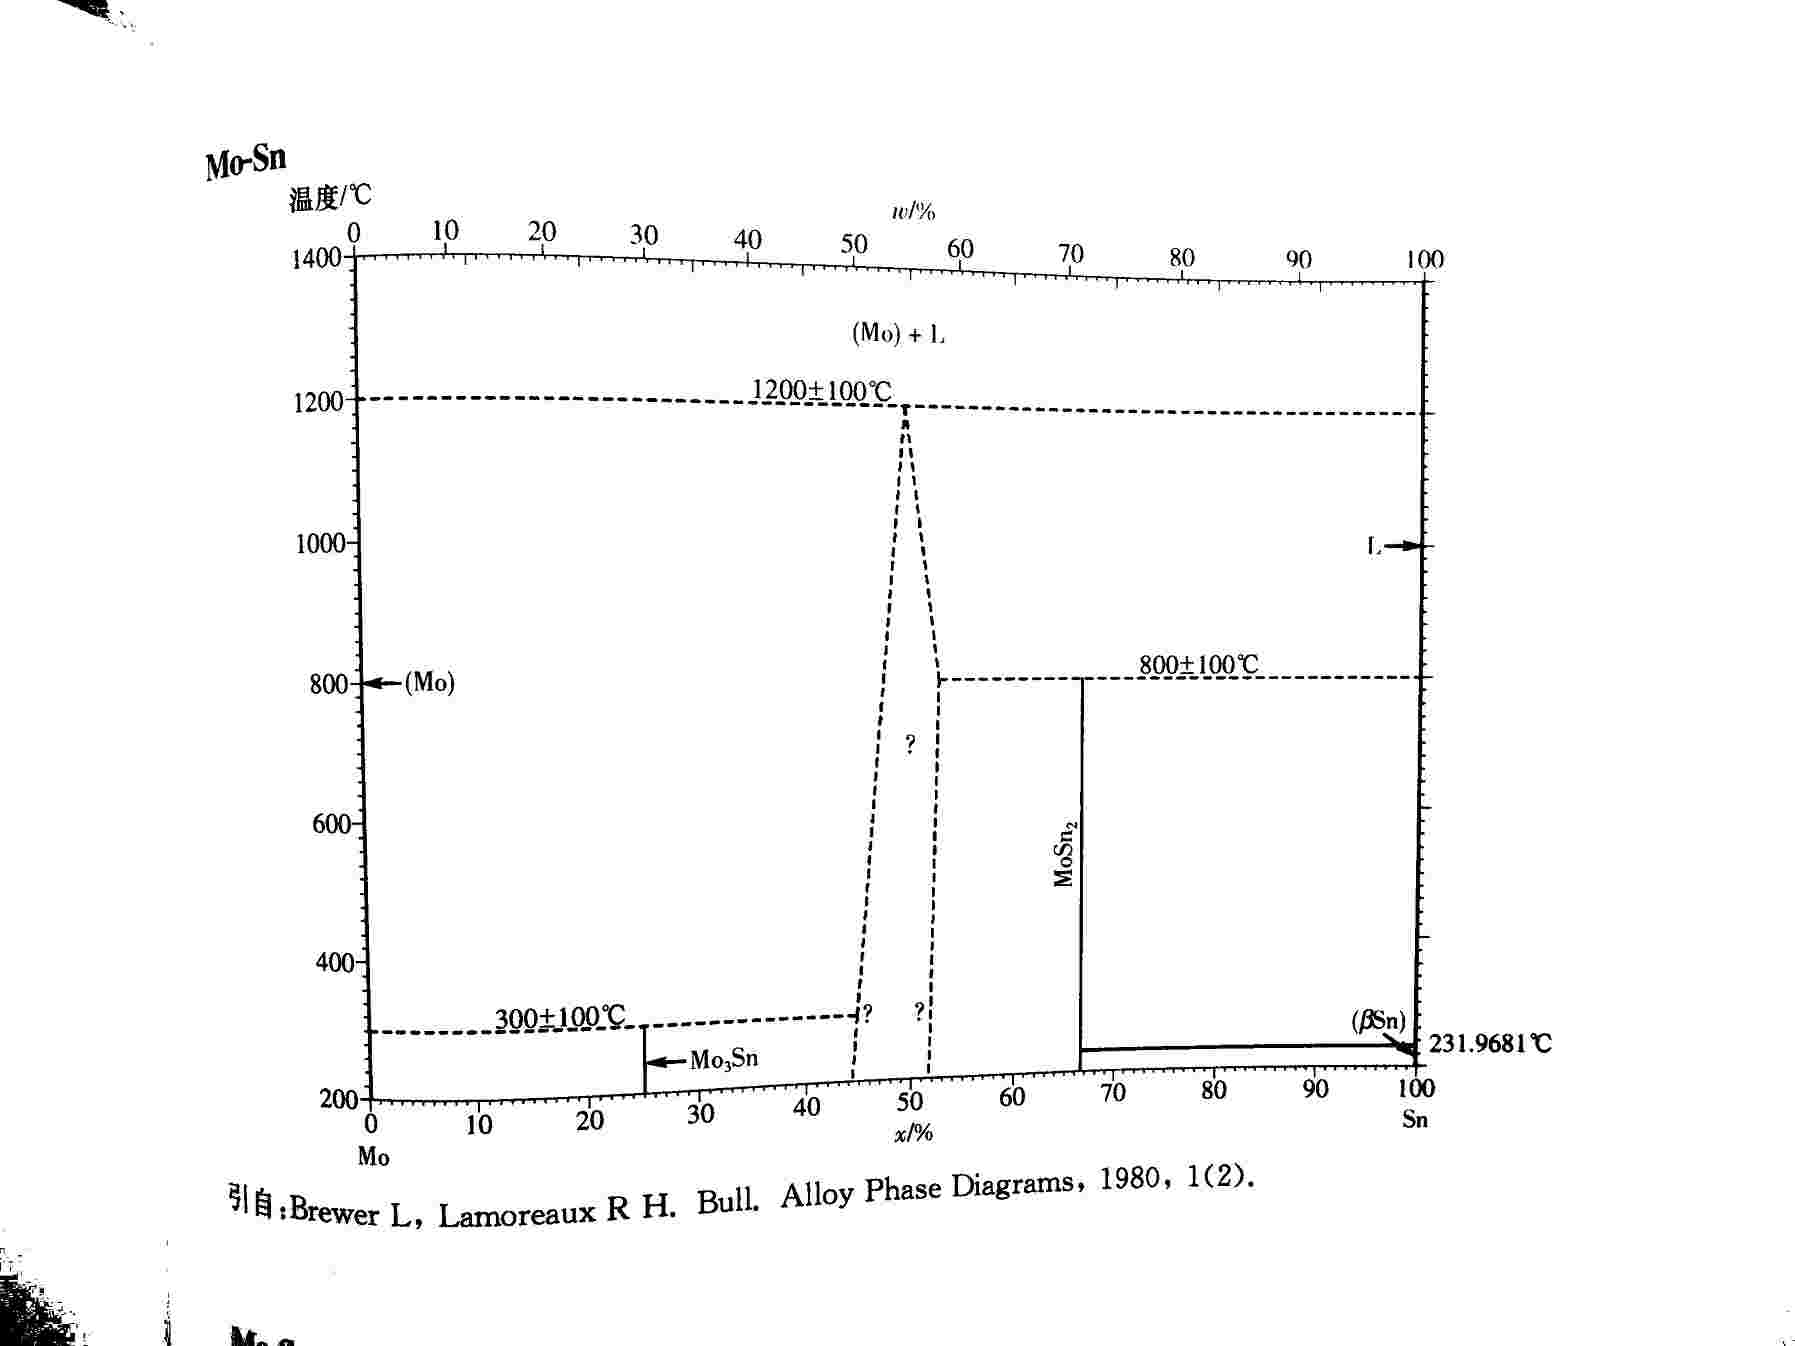 Mo-Sn
温度/℃
w/%
0 10 20 30 40 50 60 70 80 90 100
1400
(Mo) + L
1200±100℃
1200
1000
L
800±100℃
800
(Mo)
?
600
MoSn₂
400
300±100℃
? ?
(βSn)
231.9681℃
Mo₃Sn
200
0 10 20 30 40 50 60 70 80 90 100
Mo
x/%
Sn
引自:Brewer L, Lamoreaux R H. Bull. Alloy Phase Diagrams, 1980, 1(2).